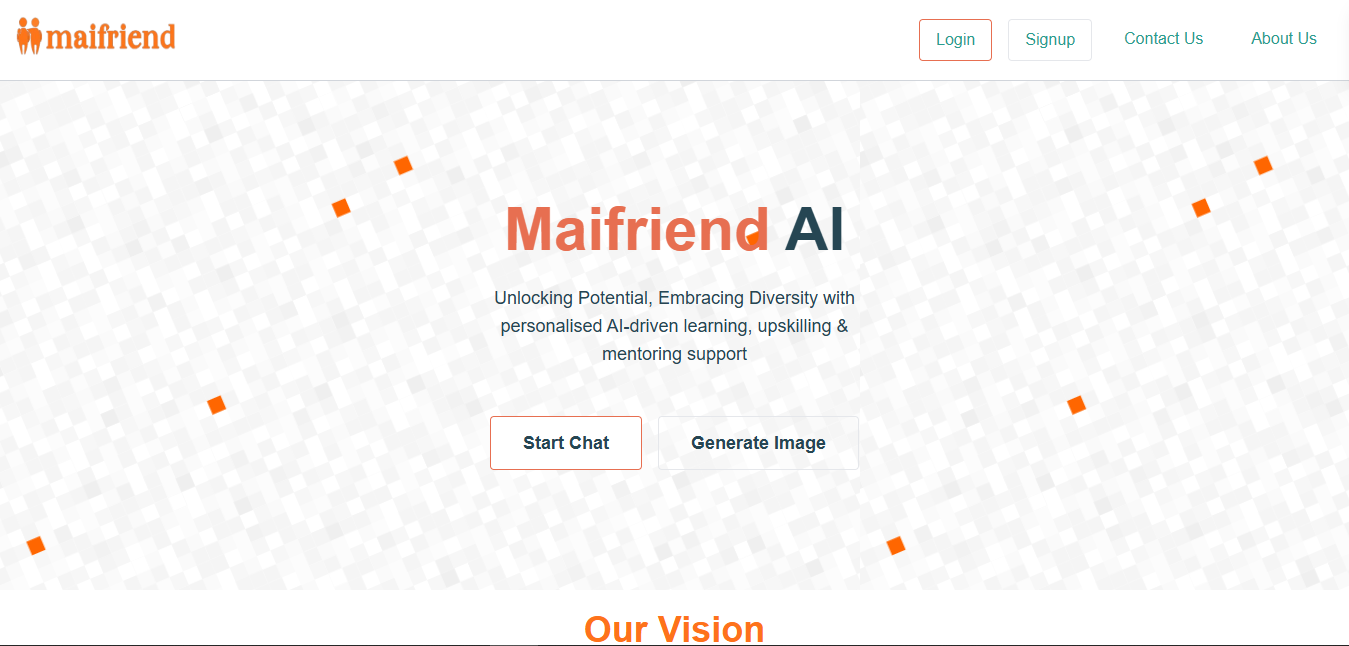 maifriend
Login
Signup
Contact Us
About Us
Maifriend AI
Unlocking Potential, Embracing Diversity with
personalised AI-driven learning, upskilling &
mentoring support
Start Chat
Generate Image
Our Vision